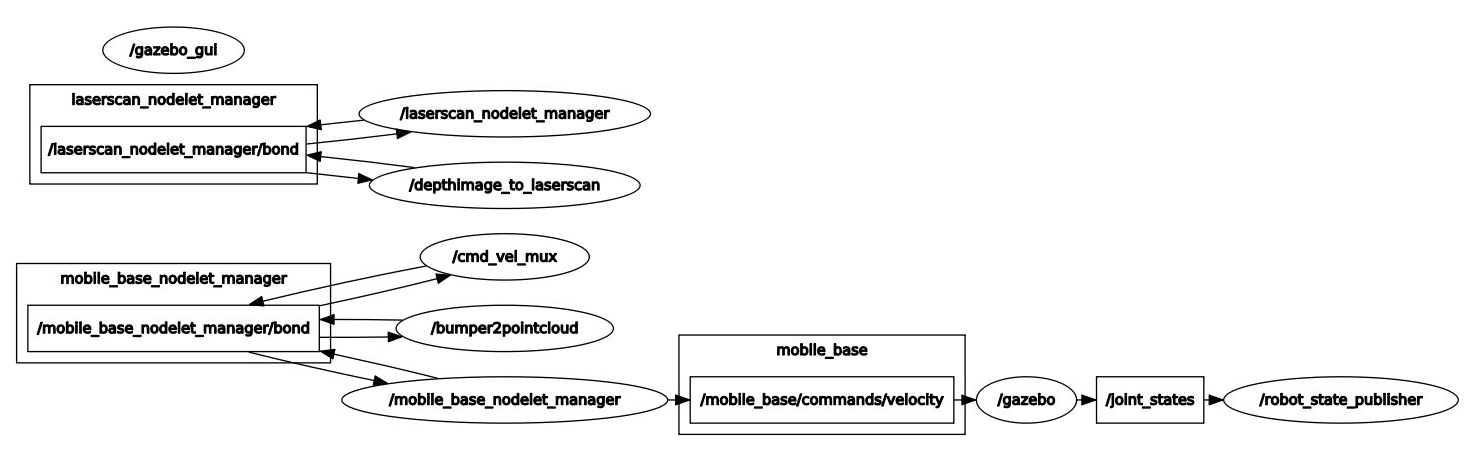 /gazebo_gui
laserscan_nodelet_manager
/laserscan_nodelet_manager
/laserscan_nodelet_manager/bond
/depthimage_to_laserscan
/cmd_vel_mux
mobile_base_nodelet_manager
/mobile_base_nodelet_manager/bond
/bumper2pointcloud
mobile_base
/mobile_base_nodelet_manager
/mobile_base/commands/velocity
/gazebo
/joint_states
/robot_state_publisher